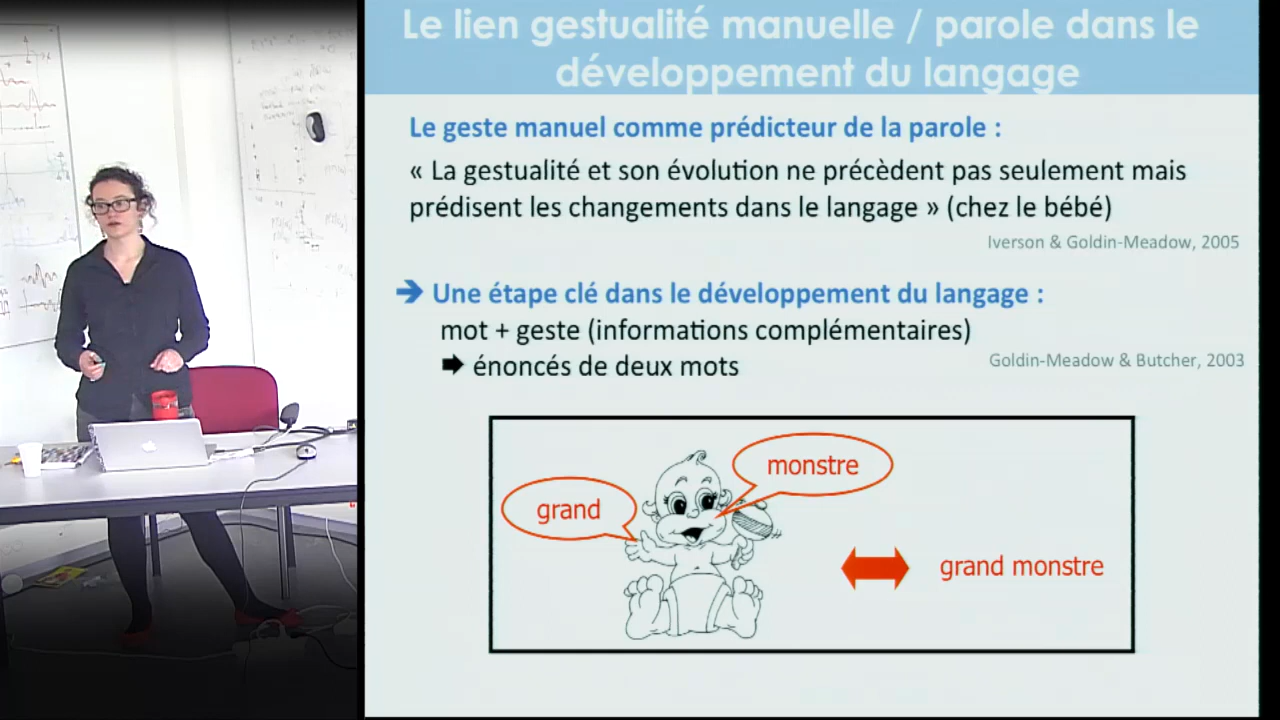 Le lien gestualité manuelle / parole dans le
développement du langage
Le geste manuel comme prédicteur de la parole :
« La gestualité et son évolution ne précèdent pas seulement mais
prédisent les changements dans le langage » (chez le bébé)
Iverson & Goldin-Meadow, 2005
➔ Une étape clé dans le développement du langage :
mot + geste (informations complémentaires)
Goldin-Meadow & Butcher, 2003
➡ énoncés de deux mots
monstre
grand
grand monstre